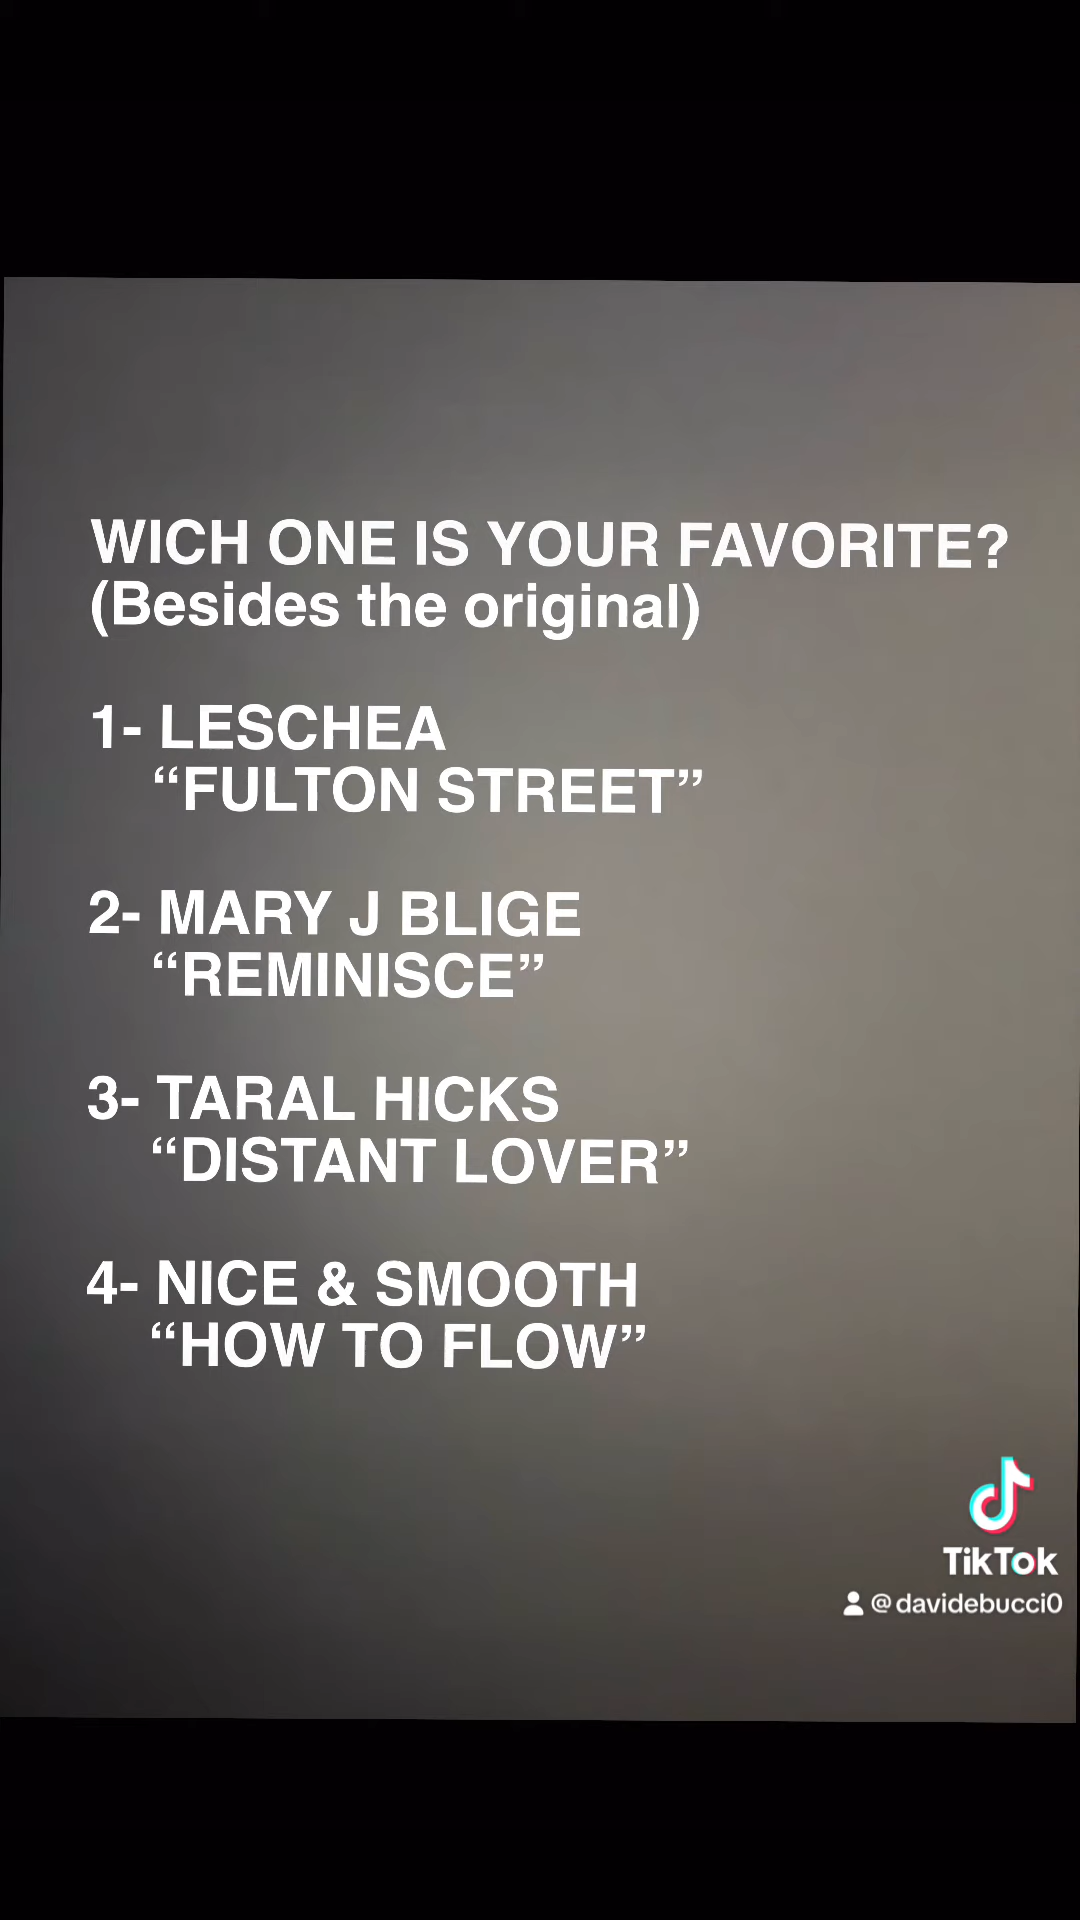 WICH ONE IS YOUR FAVORITE?
(Besides the original)
1- LESCHEA
“FULTON STREET”
2- MARY J BLIGE
“REMINISCE”
3- TARAL HICKS
“DISTANT LOVER”
4- NICE & SMOOTH
“HOW TO FLOW”
TikTok
@davidebucci0